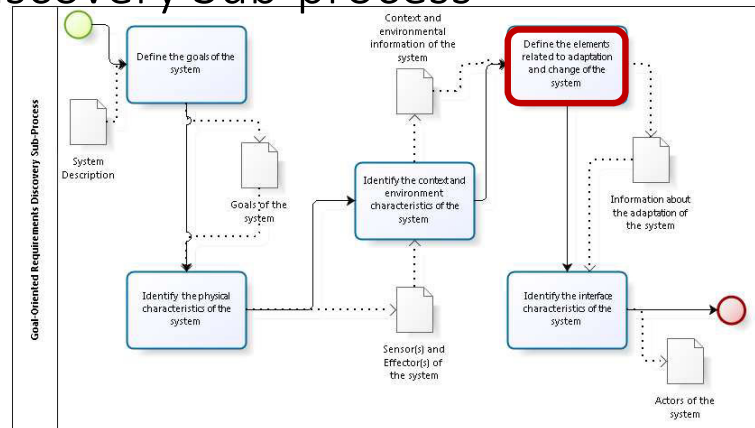 scovery Sub-process
Goal-Oriented Requirements Discovery Sub-Process
Define the goals of the
system
System
Description
Goals of the
system
Identify the physical
characteristics of the
system
Context and
environmental
information of the
system
Identify the context and
environment
characteristics of the
system
Sensor(s) and
Effector(s) of
the system
Define the elements
related to adaptation
and change of the
system
Information about
the adaptation of
the system
Identify the interface
characteristics of the
system
Actors of the
system